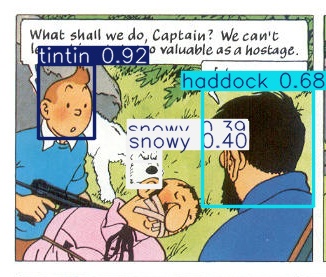 What shall we do, Captain? We can't
valuable as a hostage.
tintin 0.92
haddock 0.68
snowy 0.39
snowy 0.40